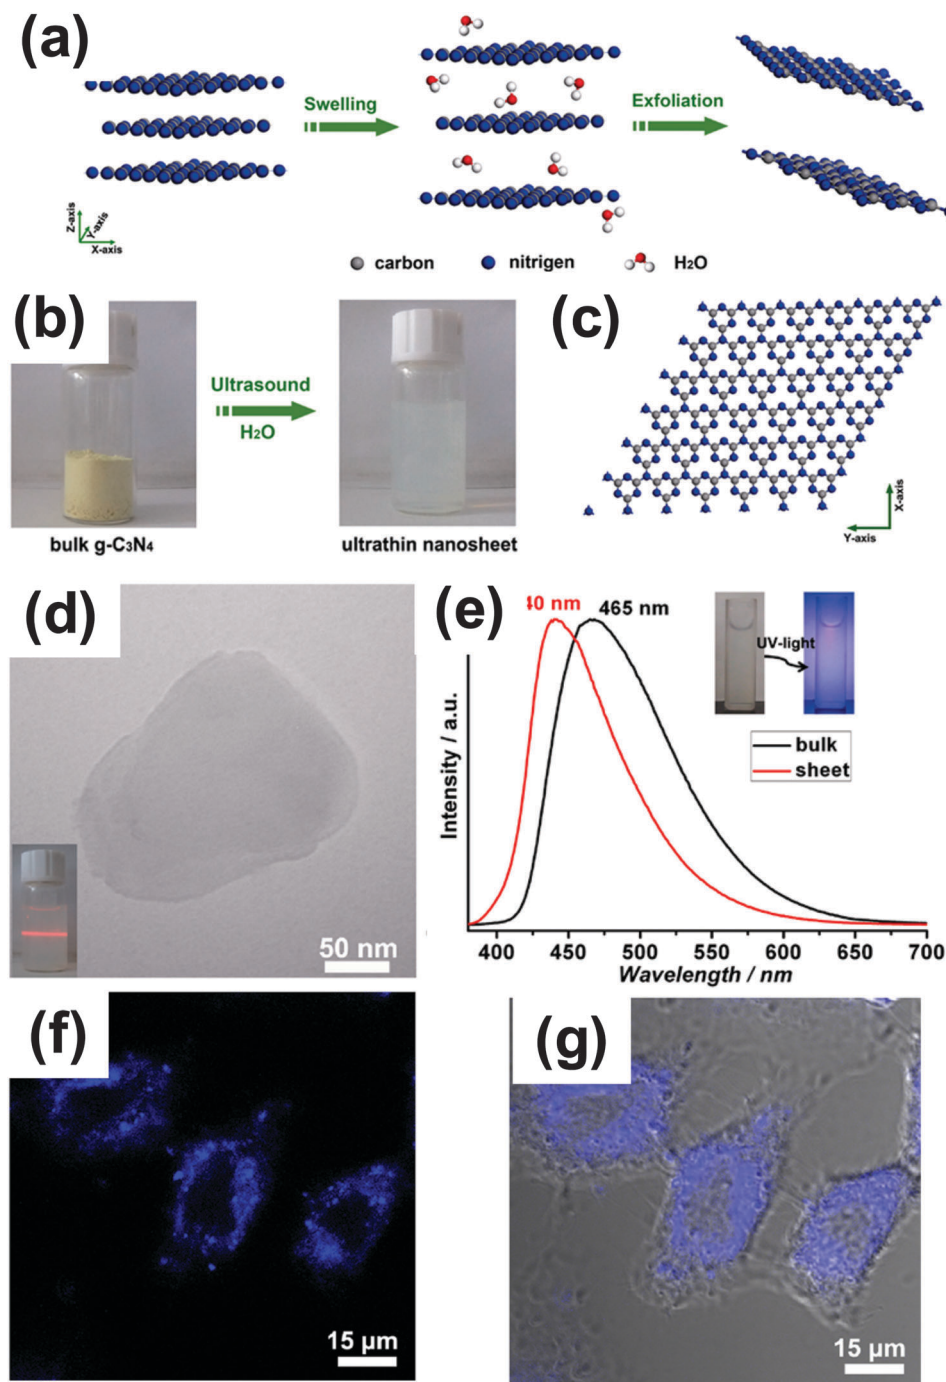 (a)
Swelling
Exfoliation
Z-axis
Y-axis
X-axis
carbon
nitrigen
H₂O
(b)
Ultrasound
H₂O
bulk g-C₃N₄
ultrathin nanosheet
(c)
X-axis
Y-axis
(d)
50 nm
(e)
40 nm
465 nm
UV-light
bulk
sheet
Intensity / a.u.
400 450 500 550 600 650 700
Wavelength / nm
(f)
15 µm
(g)
15 µm